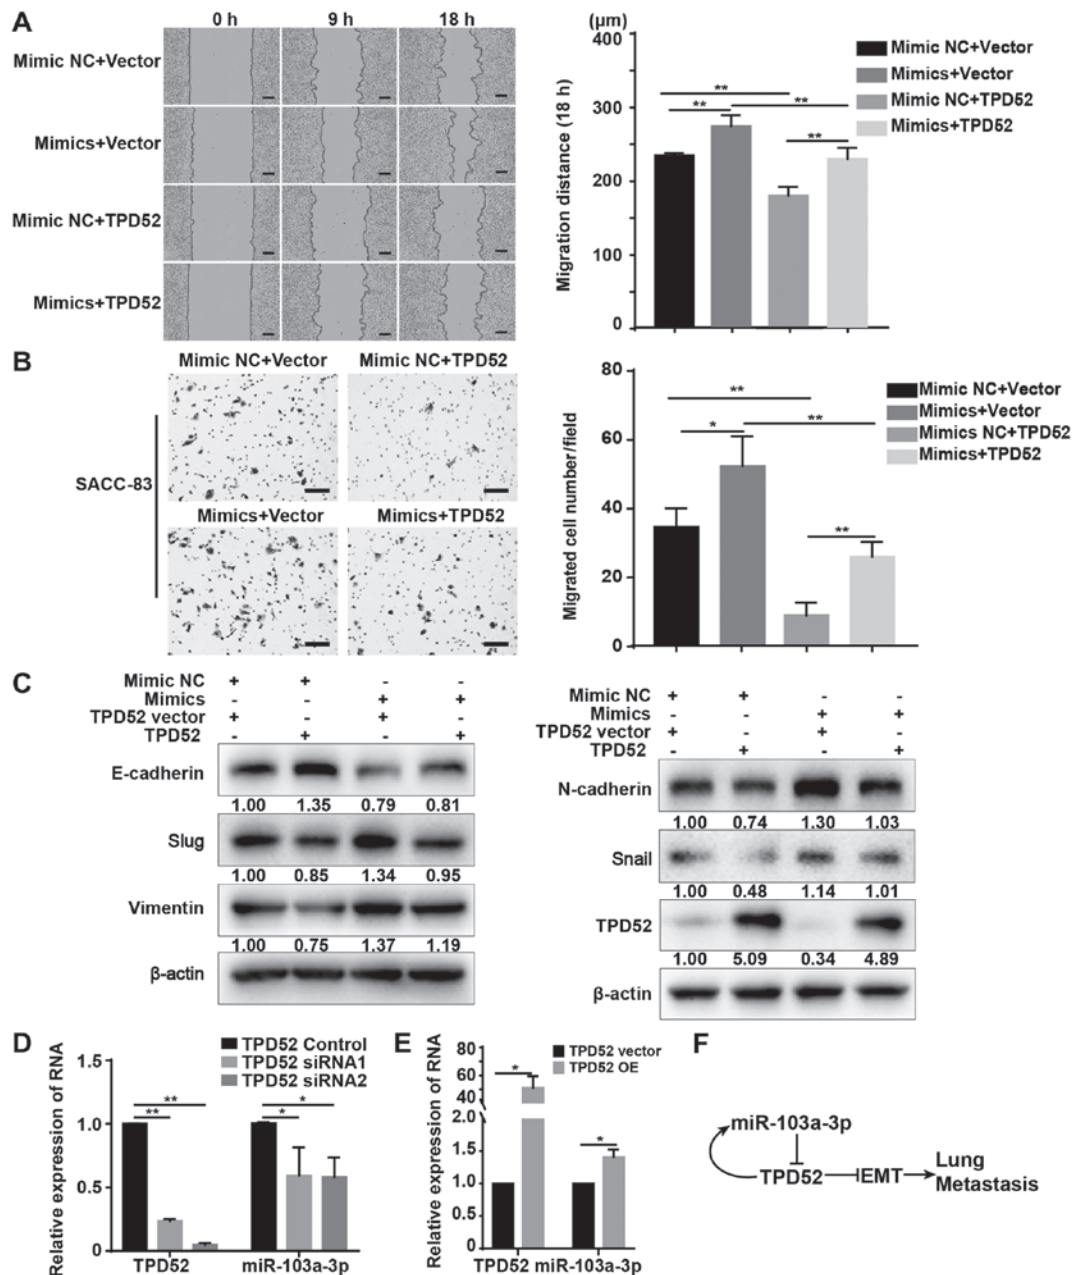 A
0 h 9 h 18 h
Mimic NC+Vector
Mimics+Vector
Mimic NC+TPD52
Mimics+TPD52
(μm)
400
300
200
100
0
Migration distance (18 h)
** ** ** **
Mimic NC+Vector
Mimics+Vector
Mimic NC+TPD52
Mimics+TPD52
B
Mimic NC+Vector Mimic NC+TPD52
SACC-83
Mimics+Vector Mimics+TPD52
80
60
40
20
0
Migrated cell number/field
** * ** **
Mimic NC+Vector
Mimics+Vector
Mimics NC+TPD52
Mimics+TPD52
C
Mimic NC + + - -
Mimics - - + +
TPD52 vector + - + -
TPD52 - + - +
E-cadherin
1.00 1.35 0.79 0.81
Slug
1.00 0.85 1.34 0.95
Vimentin
1.00 0.75 1.37 1.19
β-actin
Mimic NC + + - -
Mimics - - + +
TPD52 vector + - + -
TPD52 - + - +
N-cadherin
1.00 0.74 1.30 1.03
Snail
1.00 0.48 1.14 1.01
TPD52
1.00 5.09 0.34 4.89
β-actin
D
Relative expression of RNA
1.5
1.0
0.5
0
TPD52 Control
TPD52 siRNA1
TPD52 siRNA2
** ** * *
TPD52 miR-103a-3p
E
Relative expression of RNA
80
60
40
2.0
1.5
1.0
0.5
0.0
TPD52 vector
TPD52 OE
* *
TPD52 miR-103a-3p
F
miR-103a-3p
TPD52 EMT Lung
Metastasis